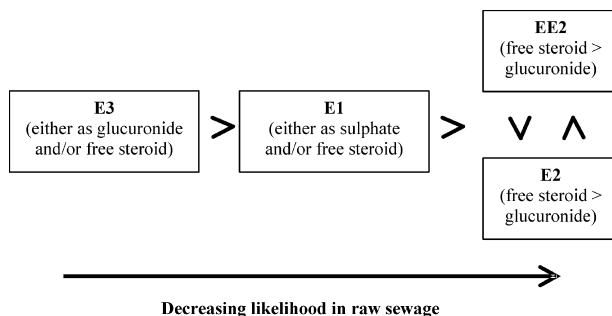 EE2
(free steroid >
glucuronide)
E3
(either as glucuronide
and/or free steroid)
>
E1
(either as sulphate
and/or free steroid)
>
∨ ∧
E2
(free steroid >
glucuronide)
Decreasing likelihood in raw sewage